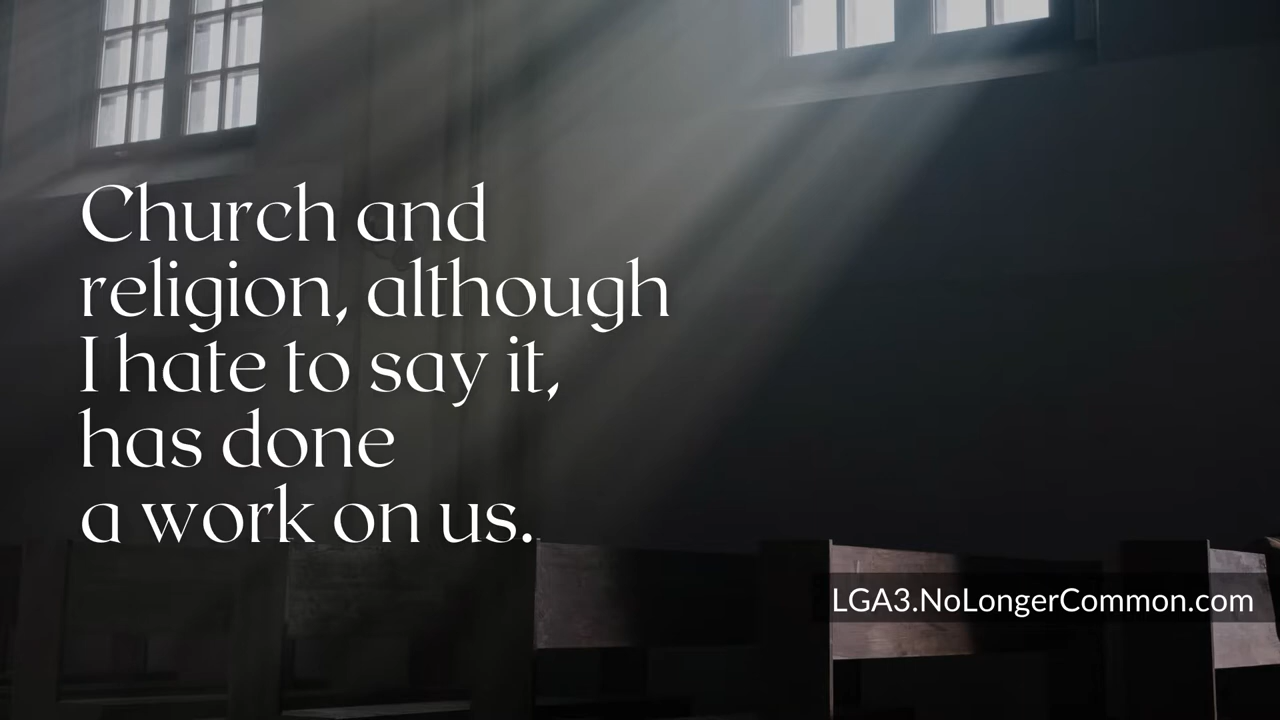 Church and
religion, although
I hate to say it,
has done
a work on us.
LGA3.NoLongerCommon.com